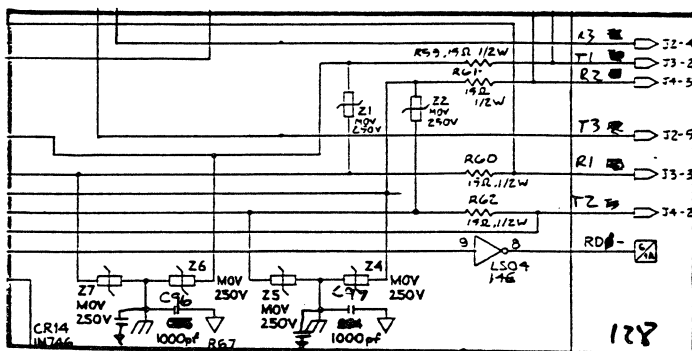 R3
J2-4
R59, 19Ω 1/2W
T1
J3-2
R61
R2
J4-3
19Ω
1/2W
Z1
MOV
250V
Z2
MOV
250V
T3
J2-5
R60
R1
J3-3
19Ω, 1/2W
R62
T2
J4-2
19Ω, 1/2W
9
8
RD0-
LS04
14E
Z7
MOV
250V
Z6
MOV
250V
C96
1000pf
R67
Z5
MOV
250V
Z4
MOV
250V
1000pf
CR14
1N746
128